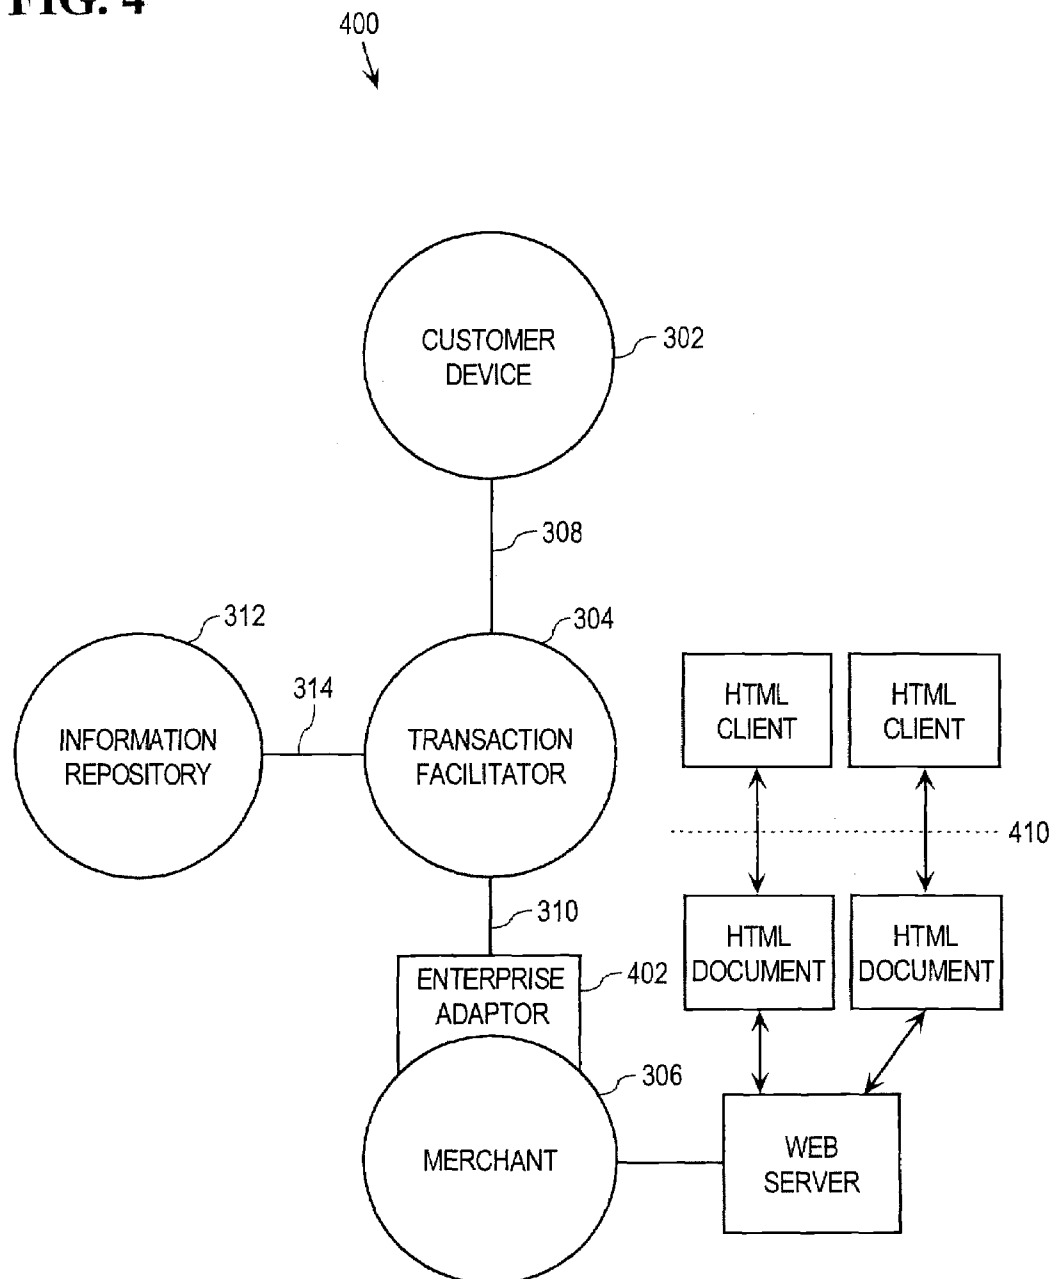 FIG. 4
400
CUSTOMER
DEVICE
302
308
312
304
314
INFORMATION
REPOSITORY
TRANSACTION
FACILITATOR
HTML
CLIENT
HTML
CLIENT
410
310
ENTERPRISE
ADAPTOR
402
HTML
DOCUMENT
HTML
DOCUMENT
306
MERCHANT
WEB
SERVER